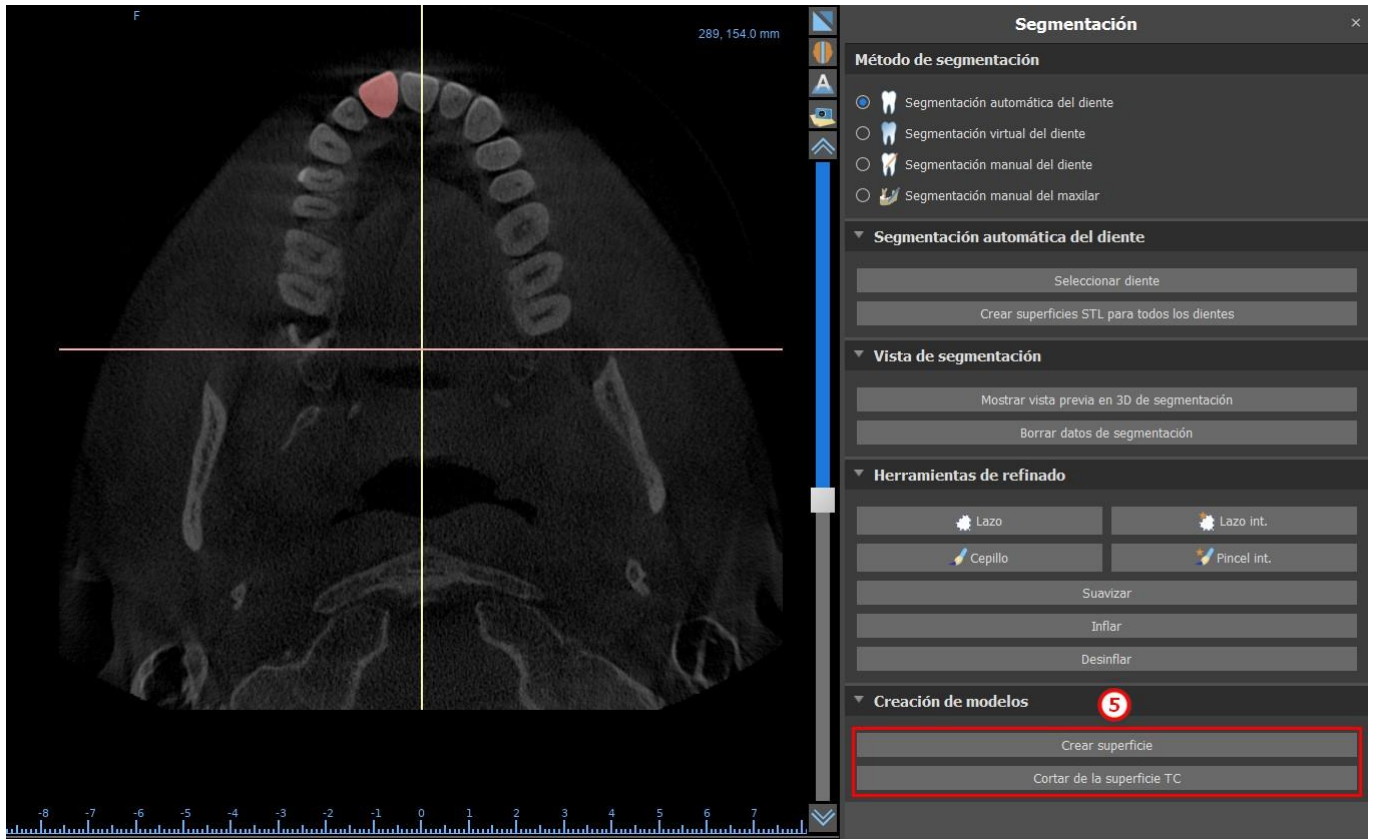 F
289, 154.0 mm
-8 -7 -6 -5 -4 -3 -2 -1 0 1 2 3 4 5 6 7
Segmentación ×
Método de segmentación
Segmentación automática del diente
Segmentación virtual del diente
Segmentación manual del diente
Segmentación manual del maxilar
Segmentación automática del diente
Seleccionar diente
Crear superficies STL para todos los dientes
Vista de segmentación
Mostrar vista previa en 3D de segmentación
Borrar datos de segmentación
Herramientas de refinado
Lazo Lazo int.
Cepillo Pincel int.
Suavizar
Inflar
Desinflar
Creación de modelos 5
Crear superficie
Cortar de la superficie TC